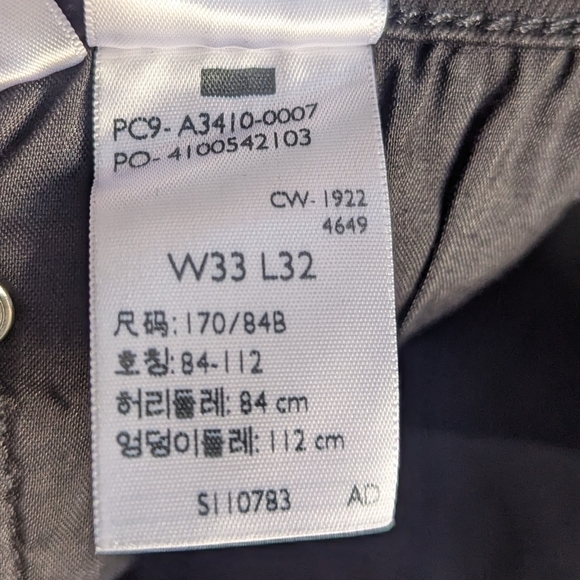 PC9- A3410-0007
PO- 4100542103
CW- 1922
4649
W33 L32
尺码: 170/84B
호칭: 84-112
허리둘레: 84 cm
엉덩이둘레: 112 cm
S110783 AD